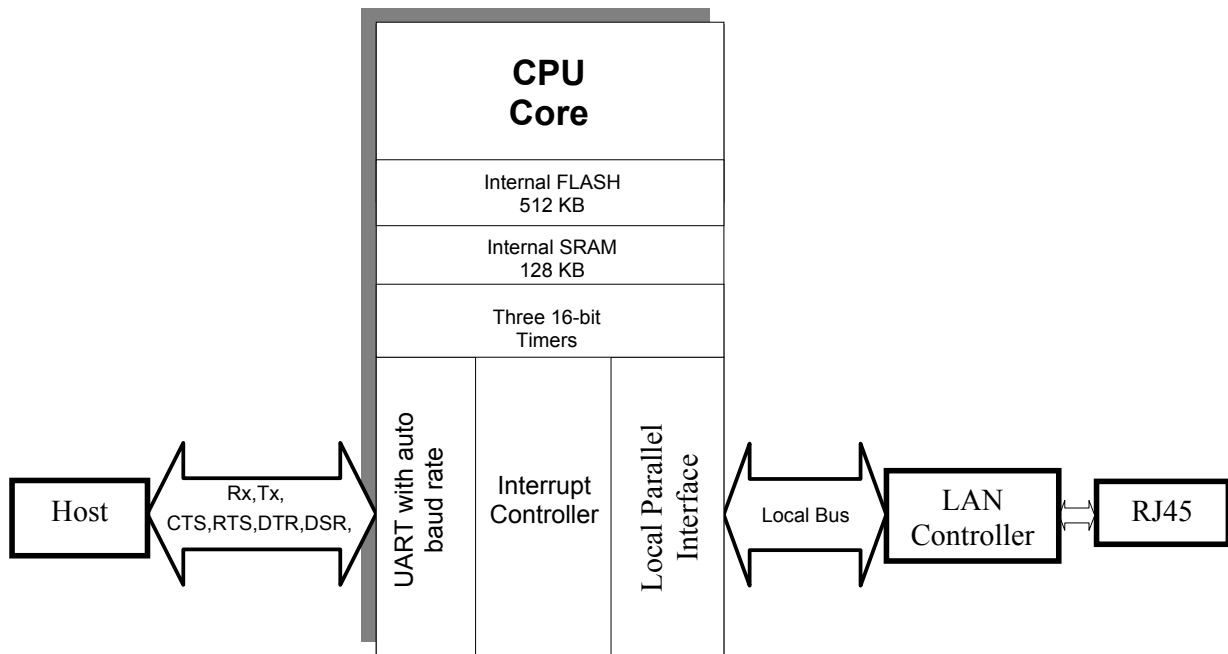 CPU
Core
Internal FLASH
512 KB
Internal SRAM
128 KB
Three 16-bit
Timers
Host
Rx,Tx,
CTS,RTS,DTR,DSR,
UART with auto
baud rate
Interrupt
Controller
Local Parallel
Interface
Local Bus
LAN
Controller
RJ45